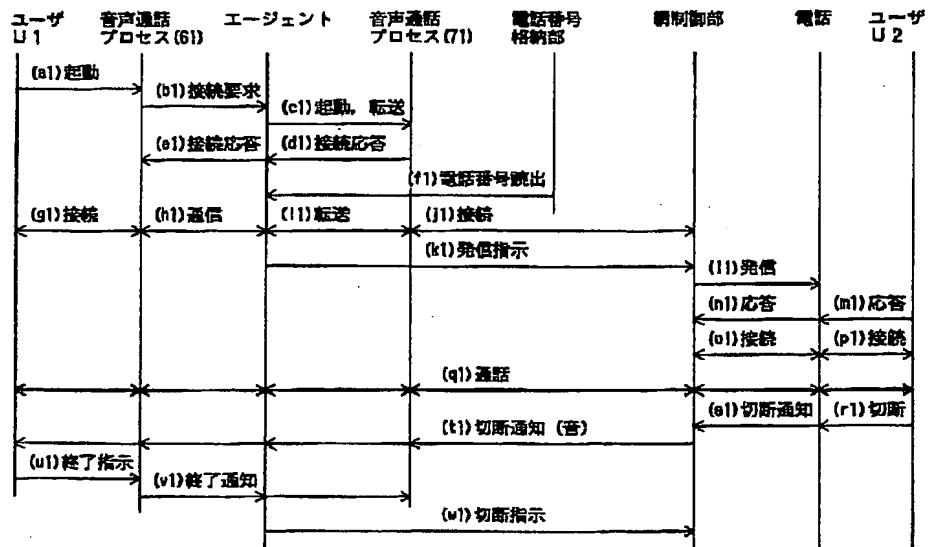 ユーザ 音声通話 エージェント 音声通話 電話番号 網制御部 電話 ユーザ
U1 プロセス(61) プロセス(71) 格納部 U2
(a1)起動
(b1)接続要求
(c1)起動，転送
(e1)接続応答 (d1)接続応答
(f1)電話番号読出
(g1)接続 (h1)通信 (i1)転送 (j1)接続
(k1)発信指示
(l1)発信
(n1)応答 (m1)応答
(o1)接続 (p1)接続
(q1)通話
(s1)切断通知 (r1)切断
(t1)切断通知（音）
(u1)終了指示
(v1)終了通知
(w1)切断指示